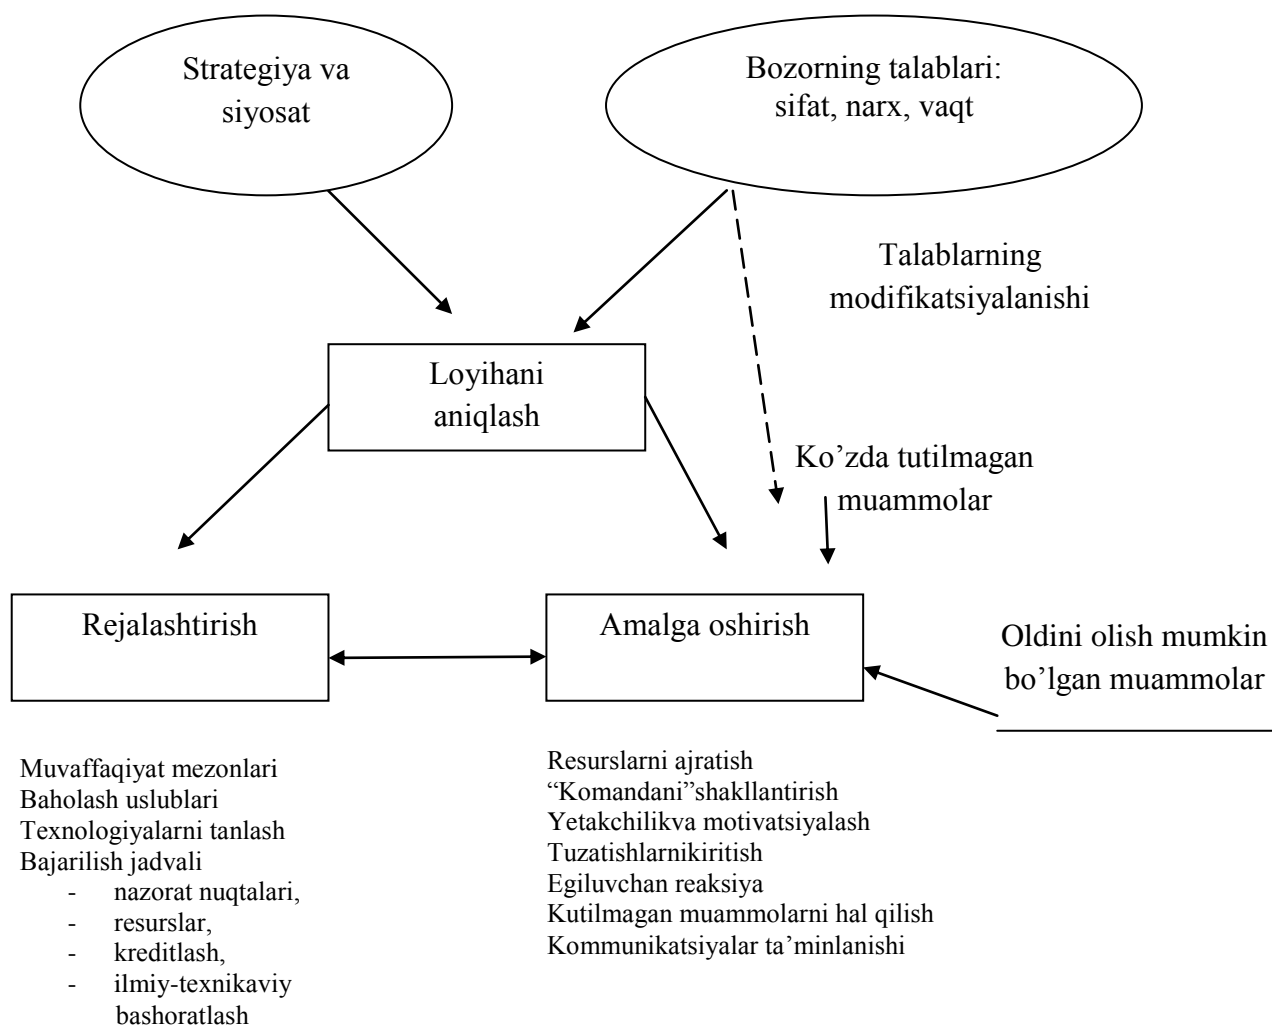 Strategiya va
siyosat
Bozorning talablari:
sifat, narx, vaqt
Talablarning
modifikatsiyalanishi
Loyihani
aniqlash
Ko’zda tutilmagan
muammolar
Rejalashtirish
Amalga oshirish
Oldini olish mumkin
bo’lgan muammolar
Muvaffaqiyat mezonlari
Baholash uslublari
Texnologiyalarni tanlash
Bajarilish jadvali
- nazorat nuqtalari,
- resurslar,
- kreditlash,
- ilmiy-texnikaviy
bashoratlash
Resurslarni ajratish
“Komandani”shakllantirish
Yetakchilikva motivatsiyalash
Tuzatishlarnikiritish
Egiluvchan reaksiya
Kutilmagan muammolarni hal qilish
Kommunikatsiyalar ta’minlanishi